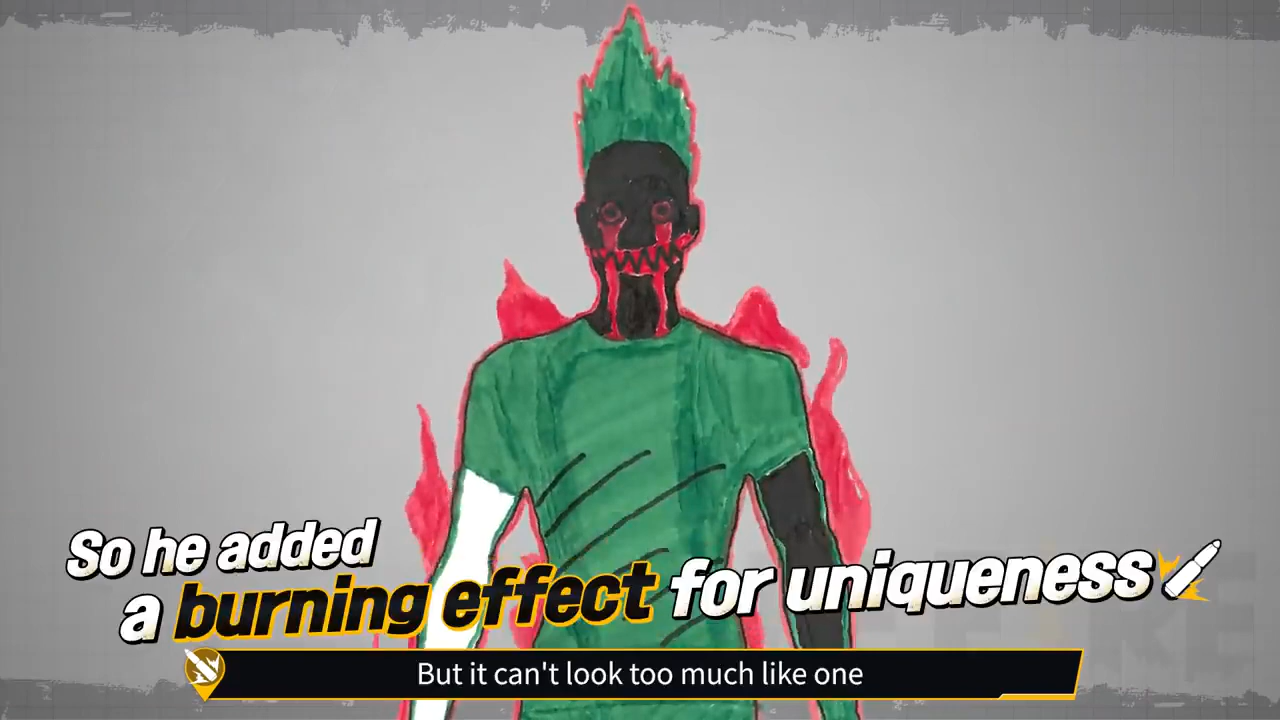 So he added
a burning effect for uniqueness
But it can't look too much like one